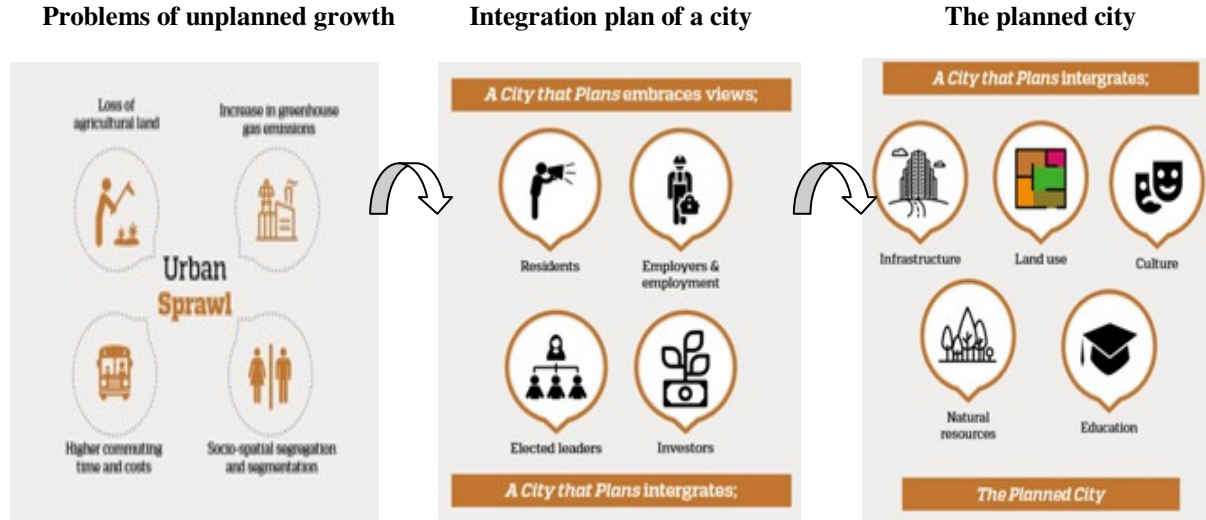 Problems of unplanned growth
Integration plan of a city
The planned city
Loss of
agricultural land
Increase in greenhouse
gas emissions
Urban
Sprawl
Higher commuting
time and costs
Socio-spatial segregation
and segmentation
A City that Plans embraces views;
Residents
Employers &
employment
Elected leaders
Investors
A City that Plans intergrates;
A City that Plans intergrates;
Infrastructure
Land use
Culture
Natural
resources
Education
The Planned City